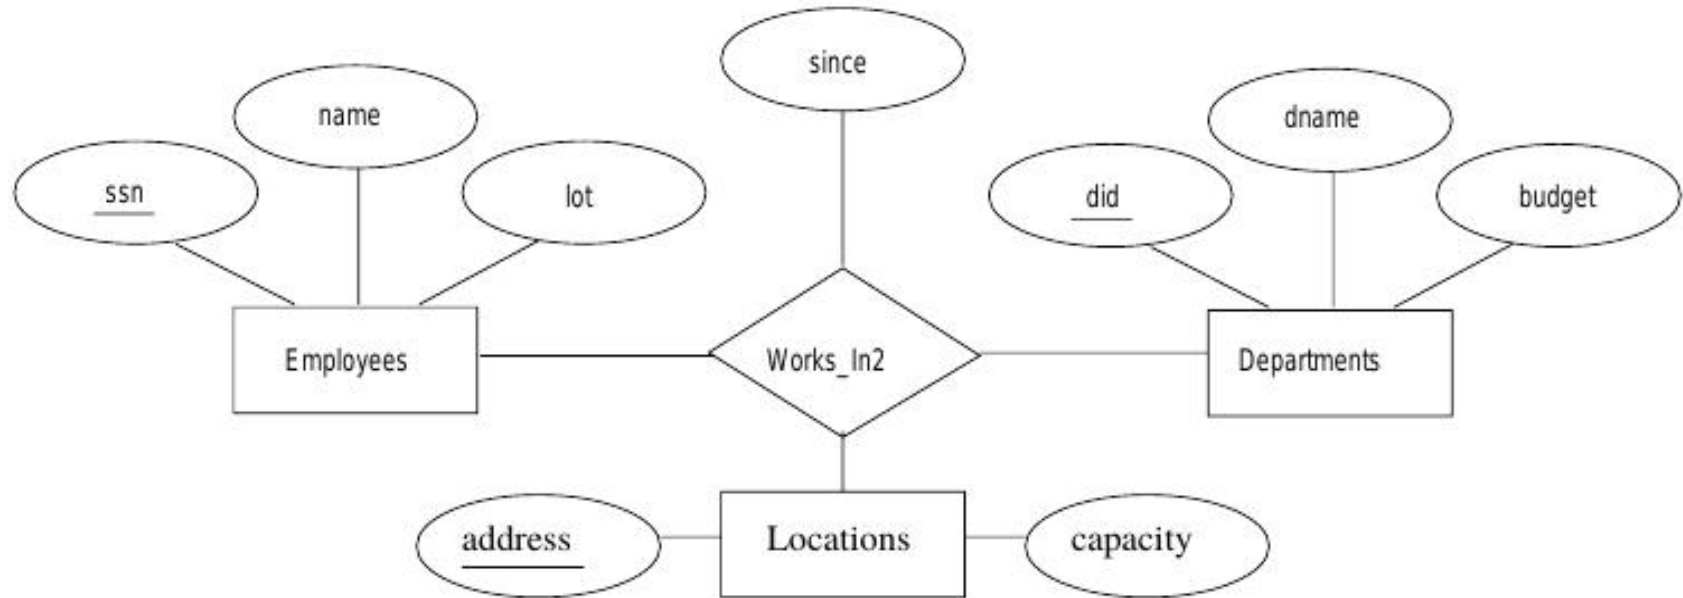 since
name
dname
ssn
lot
did
budget
Employees
Works_In2
Departments
address
Locations
capacity